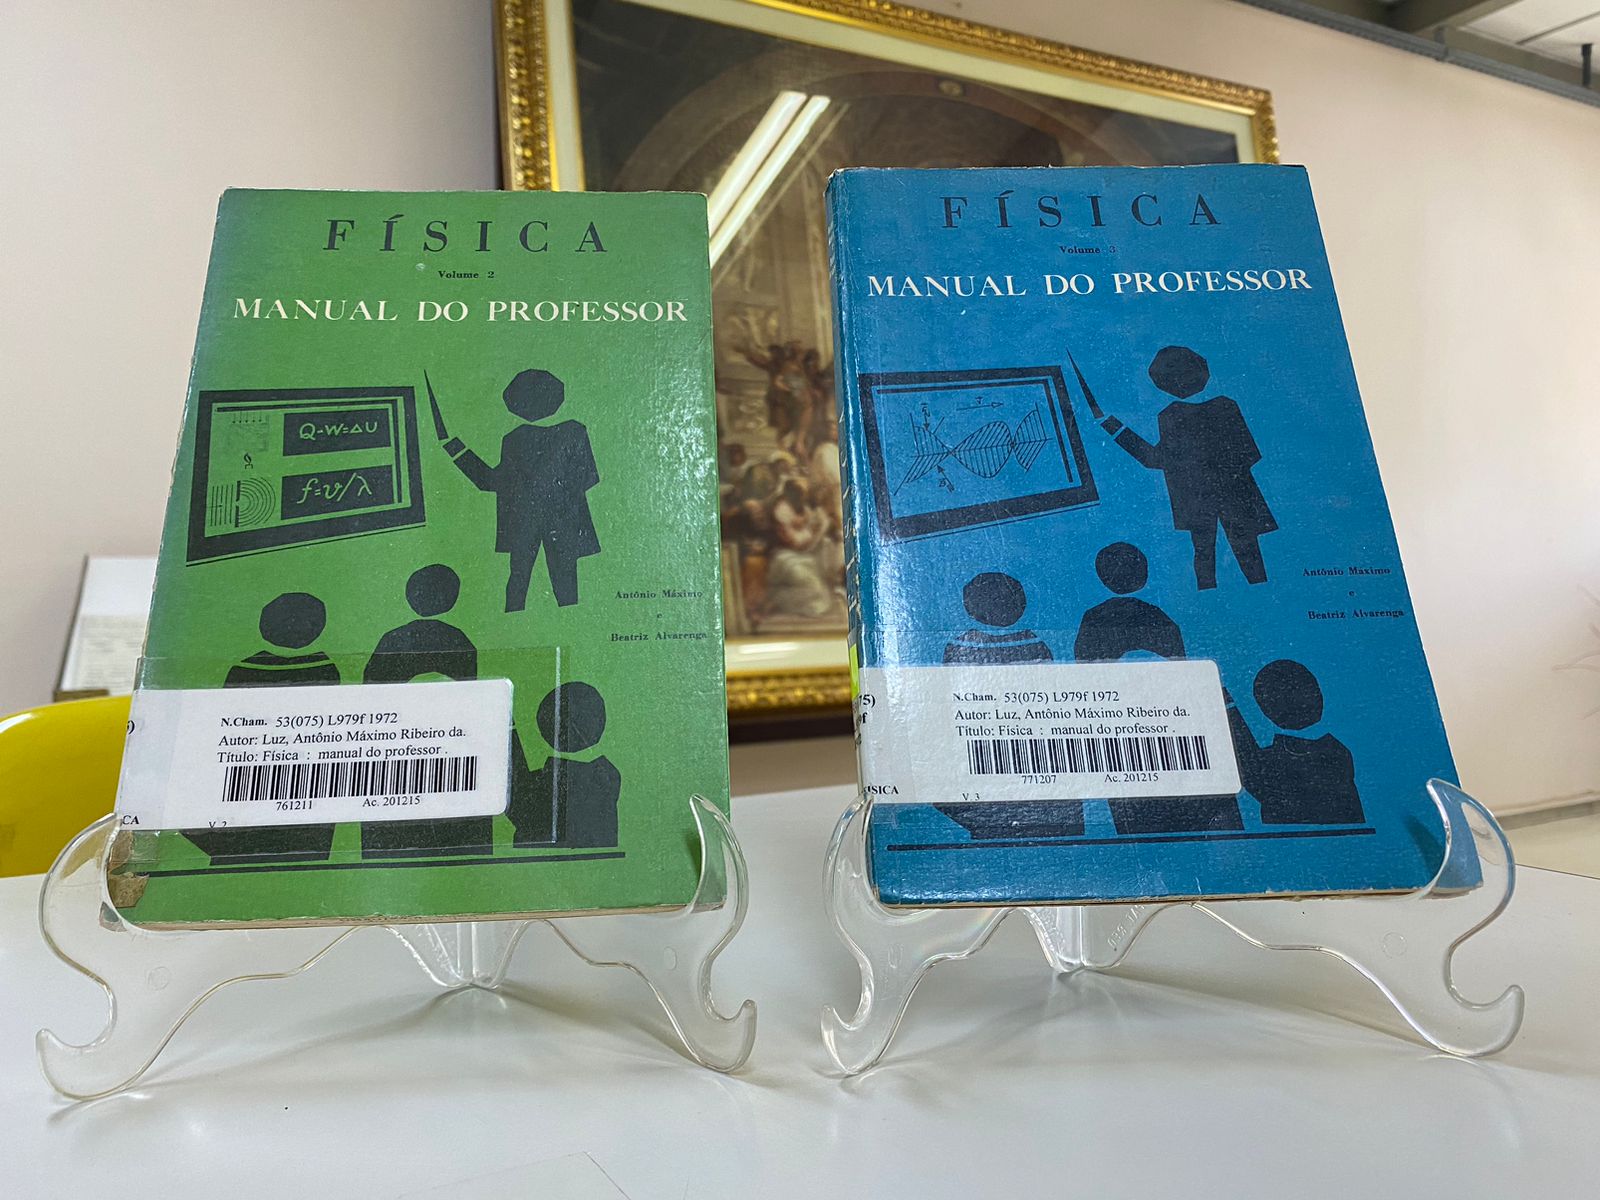 FÍSICA
Volume 2
MANUAL DO PROFESSOR
Q-W=ΔU
f=v/λ
Antônio Máximo
e
Beatriz Alvarenga
N.Cham. 53(075) L979f 1972
Autor: Luz, Antônio Máximo Ribeiro da.
Título: Física : manual do professor .
761211 Ac. 201215
V. 2
CA
FÍSICA
Volume 3
MANUAL DO PROFESSOR
Antônio Máximo
e
Beatriz Alvarenga
75)
N.Cham. 53(075) L979f 1972
Autor: Luz, Antônio Máximo Ribeiro da.
Título: Física : manual do professor .
771207 Ac. 201215
V. 3
ISICA